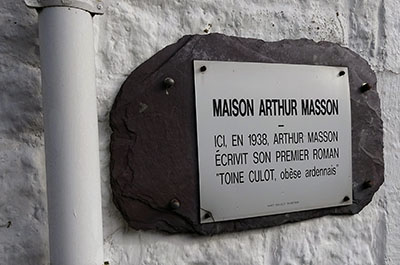 MAISON ARTHUR MASSON
–
ICI, EN 1938, ARTHUR MASSON
ÉCRIVIT SON PREMIER ROMAN
"TOINE CULOT, obèse ardennais"